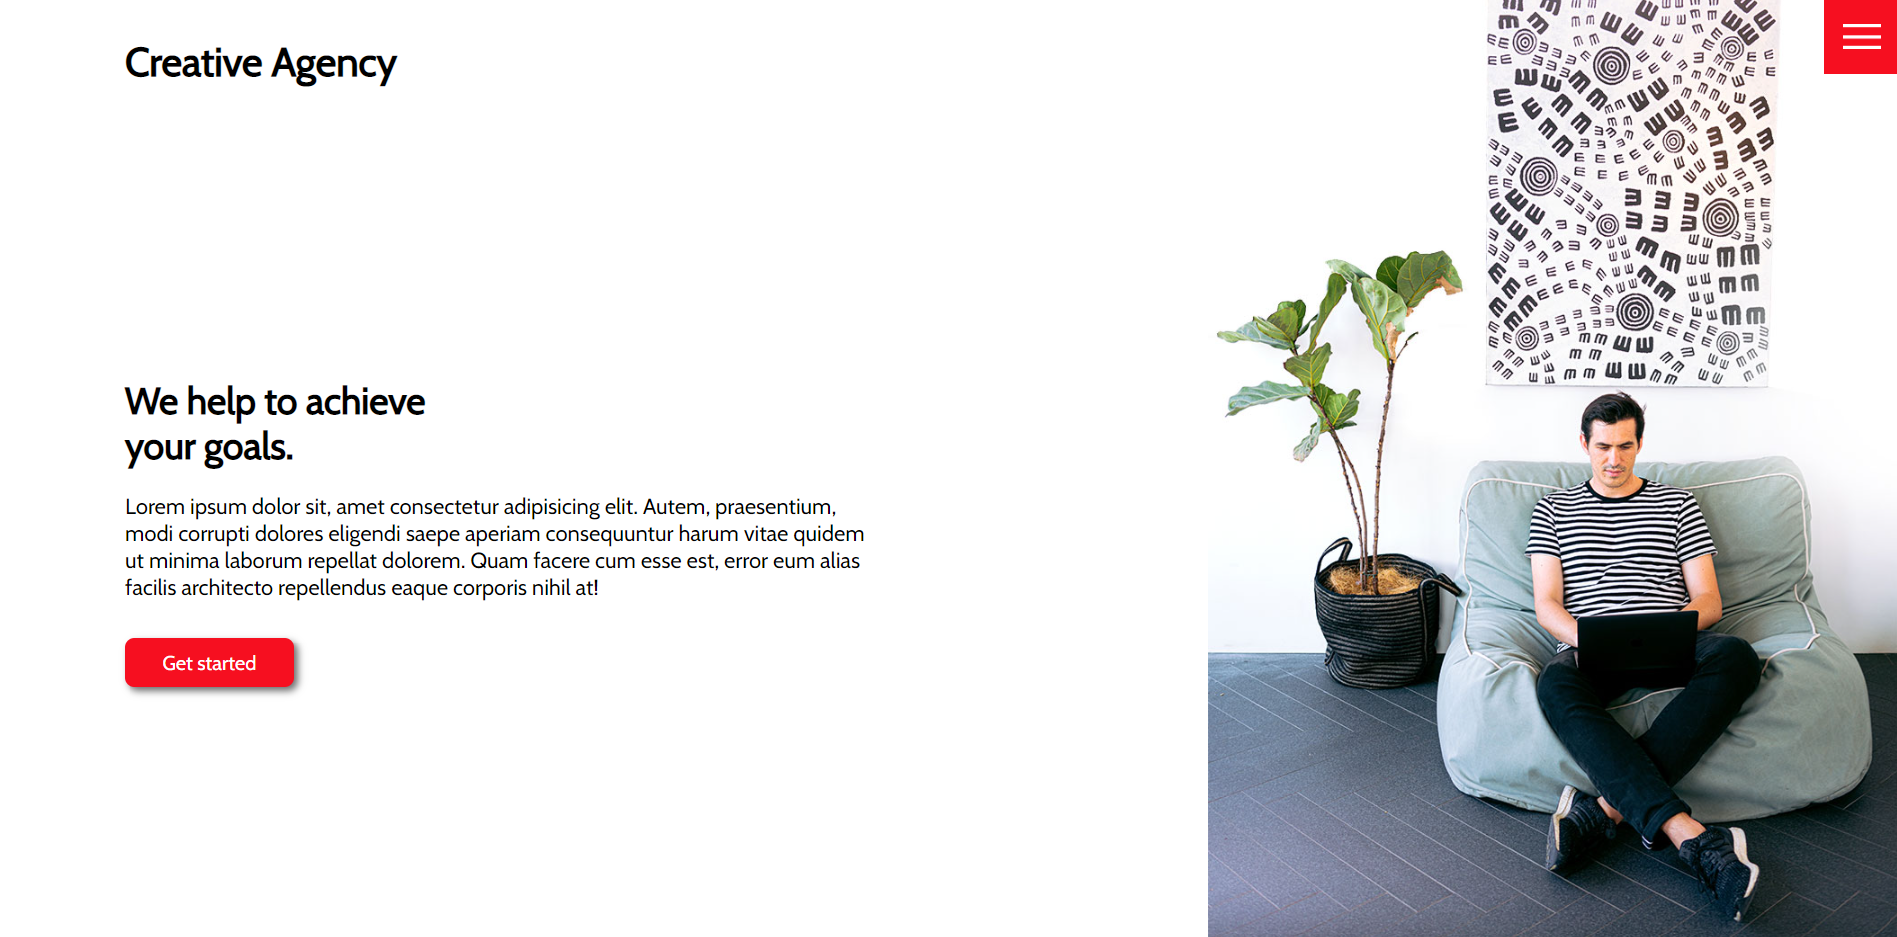 Creative Agency
We help to achieve
your goals.
Lorem ipsum dolor sit, amet consectetur adipisicing elit. Autem, praesentium,
modi corrupti dolores eligendi saepe aperiam consequuntur harum vitae quidem
ut minima laborum repellat dolorem. Quam facere cum esse est, error eum alias
facilis architecto repellendus eaque corporis nihil at!
Get started